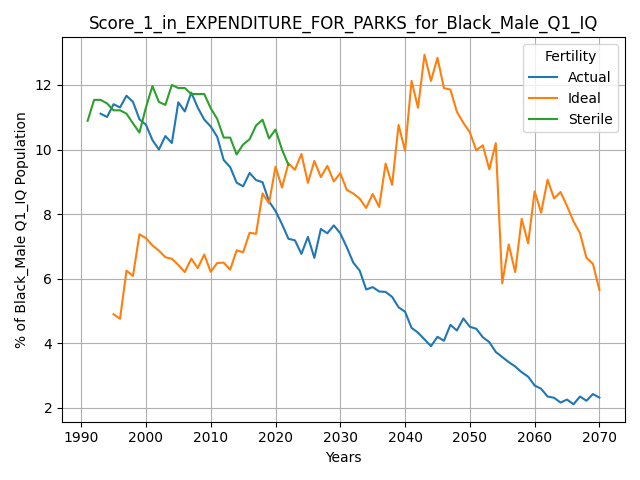 Score_1_in_EXPENDITURE_FOR_PARKS_for_Black_Male_Q1_IQ
Fertility
Actual
Ideal
Sterile
% of Black_Male Q1_IQ Population
12
10
8
6
4
2
1990 2000 2010 2020 2030 2040 2050 2060 2070
Years